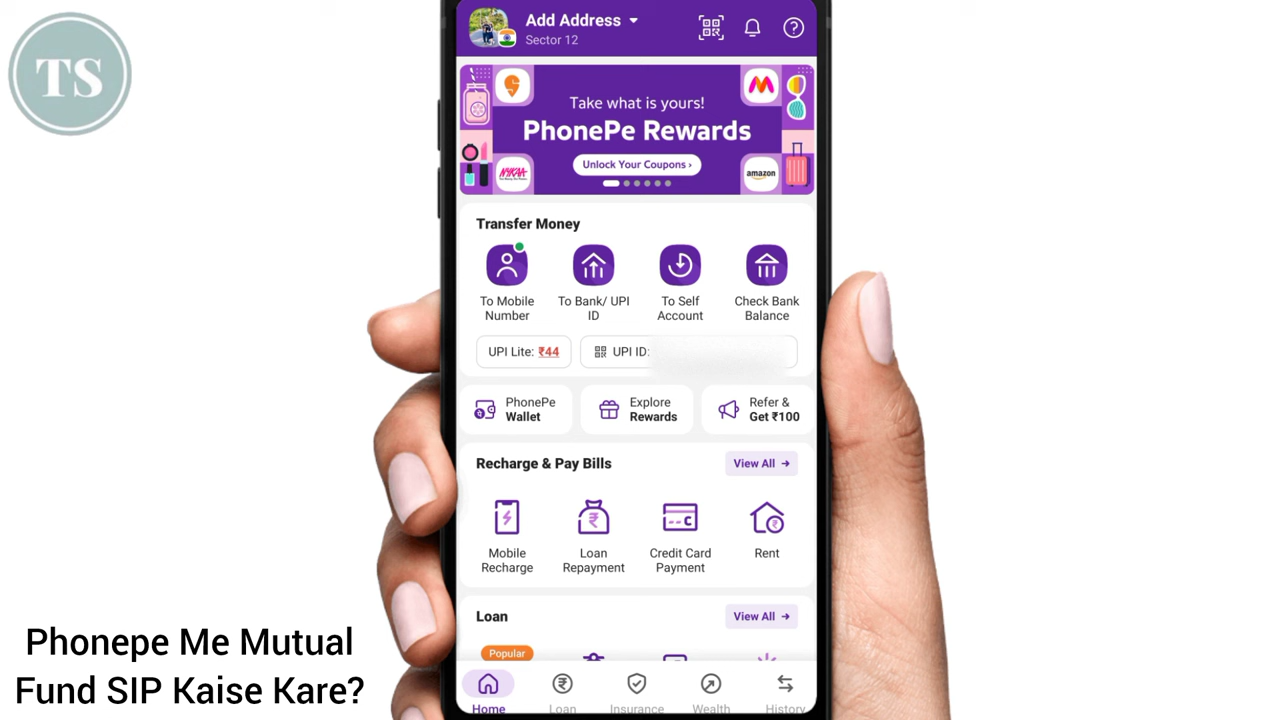 TS
Add Address
Sector 12
Take what is yours!
PhonePe Rewards
Unlock Your Coupons ›
NYKAA
amazon
Transfer Money
To Mobile
Number
To Bank/ UPI
ID
To Self
Account
Check Bank
Balance
UPI Lite: ₹44
UPI ID:
PhonePe
Wallet
Explore
Rewards
Refer &
Get ₹100
Recharge & Pay Bills
View All →
Mobile
Recharge
Loan
Repayment
Credit Card
Payment
Rent
Loan
View All →
Popular
Home
Loan
Insurance
Wealth
History
Phonepe Me Mutual
Fund SIP Kaise Kare?